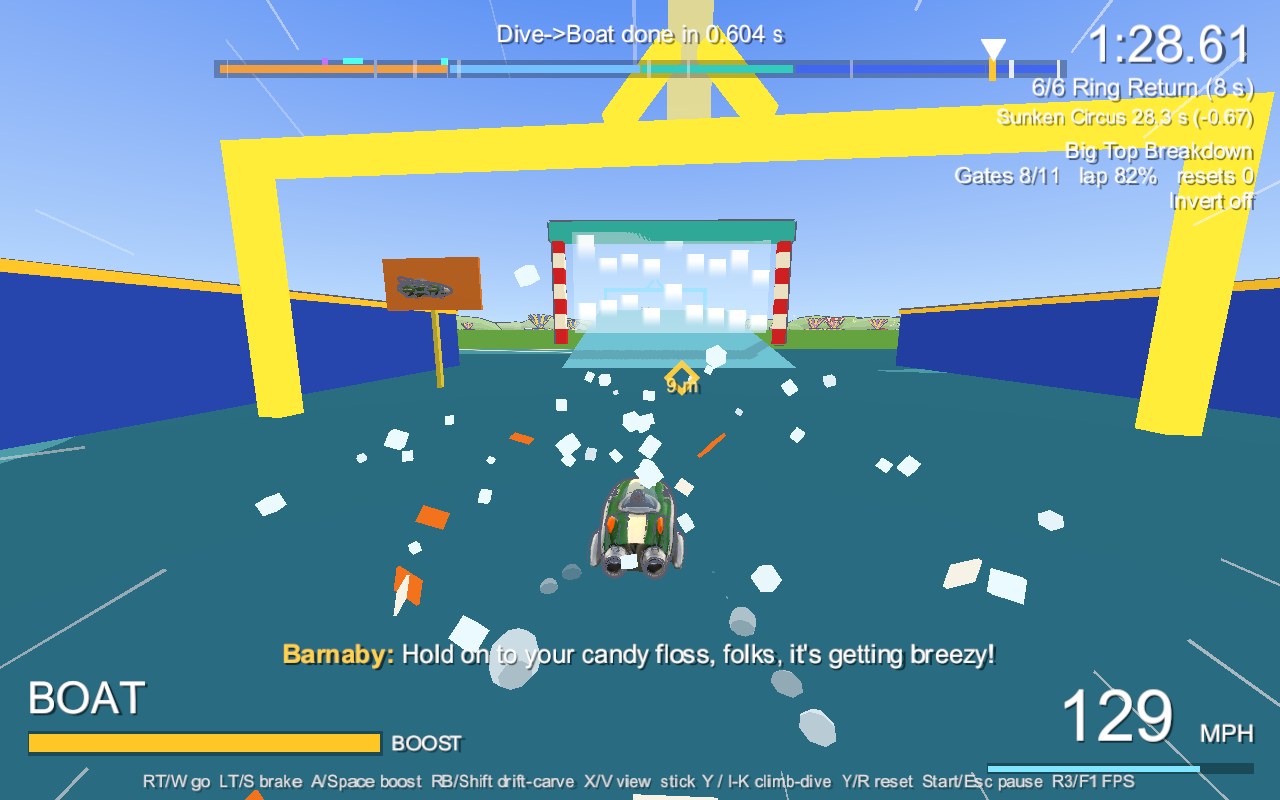 Dive->Boat done in 0.604 s
1:28.61
6/6 Ring Return (8 s)
Sunken Circus 28.3 s (-0.67)
Big Top Breakdown
Gates 8/11 lap 82% resets 0
Invert off
9 m
Barnaby: Hold on to your candy floss, folks, it's getting breezy!
BOAT
BOOST
129 MPH
RT/W go LT/S brake A/Space boost RB/Shift drift-carve X/V view stick Y / I-K climb-dive Y/R reset Start/Esc pause R3/F1 FPS